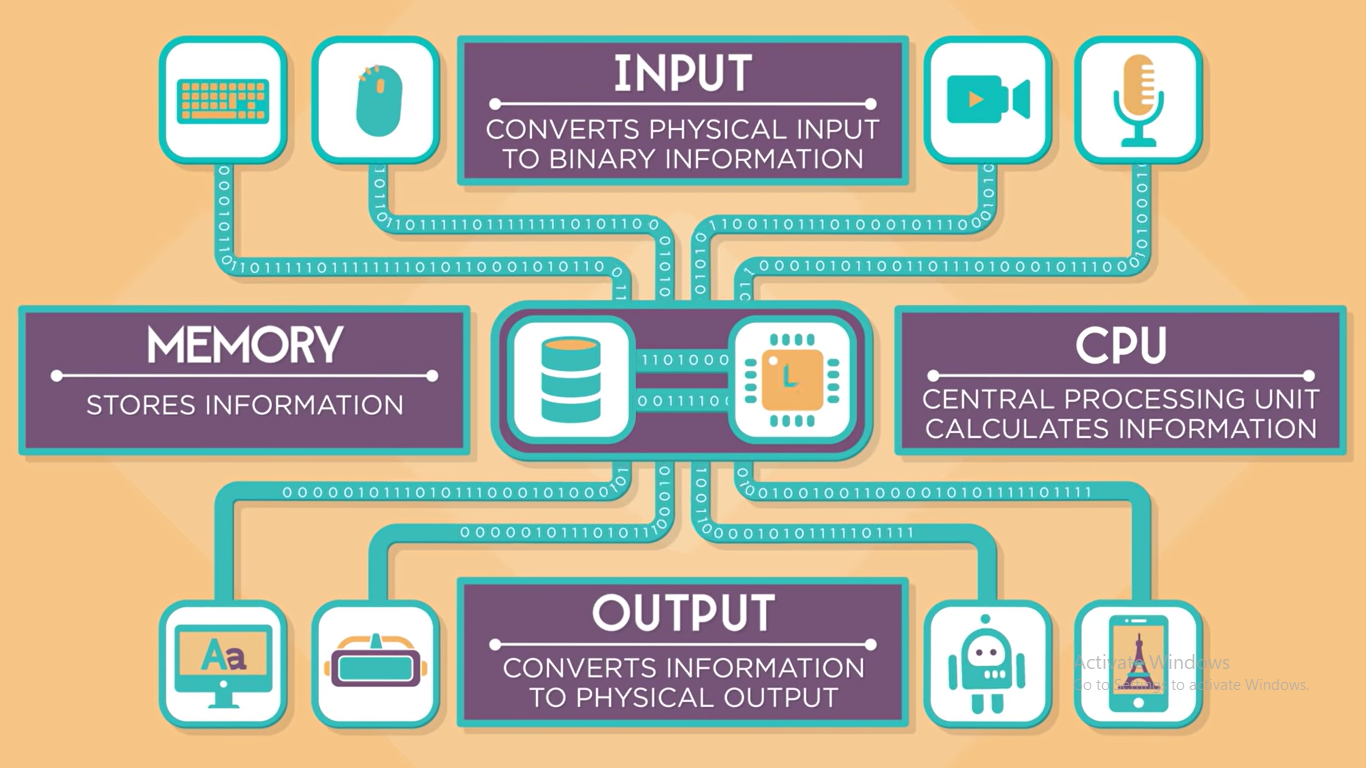 INPUT
CONVERTS PHYSICAL INPUT
TO BINARY INFORMATION
MEMORY
STORES INFORMATION
1101000
00111100
L
CPU
CENTRAL PROCESSING UNIT
CALCULATES INFORMATION
OUTPUT
CONVERTS INFORMATION
TO PHYSICAL OUTPUT
Aa
Activate Windows
Go to Settings to activate Windows.